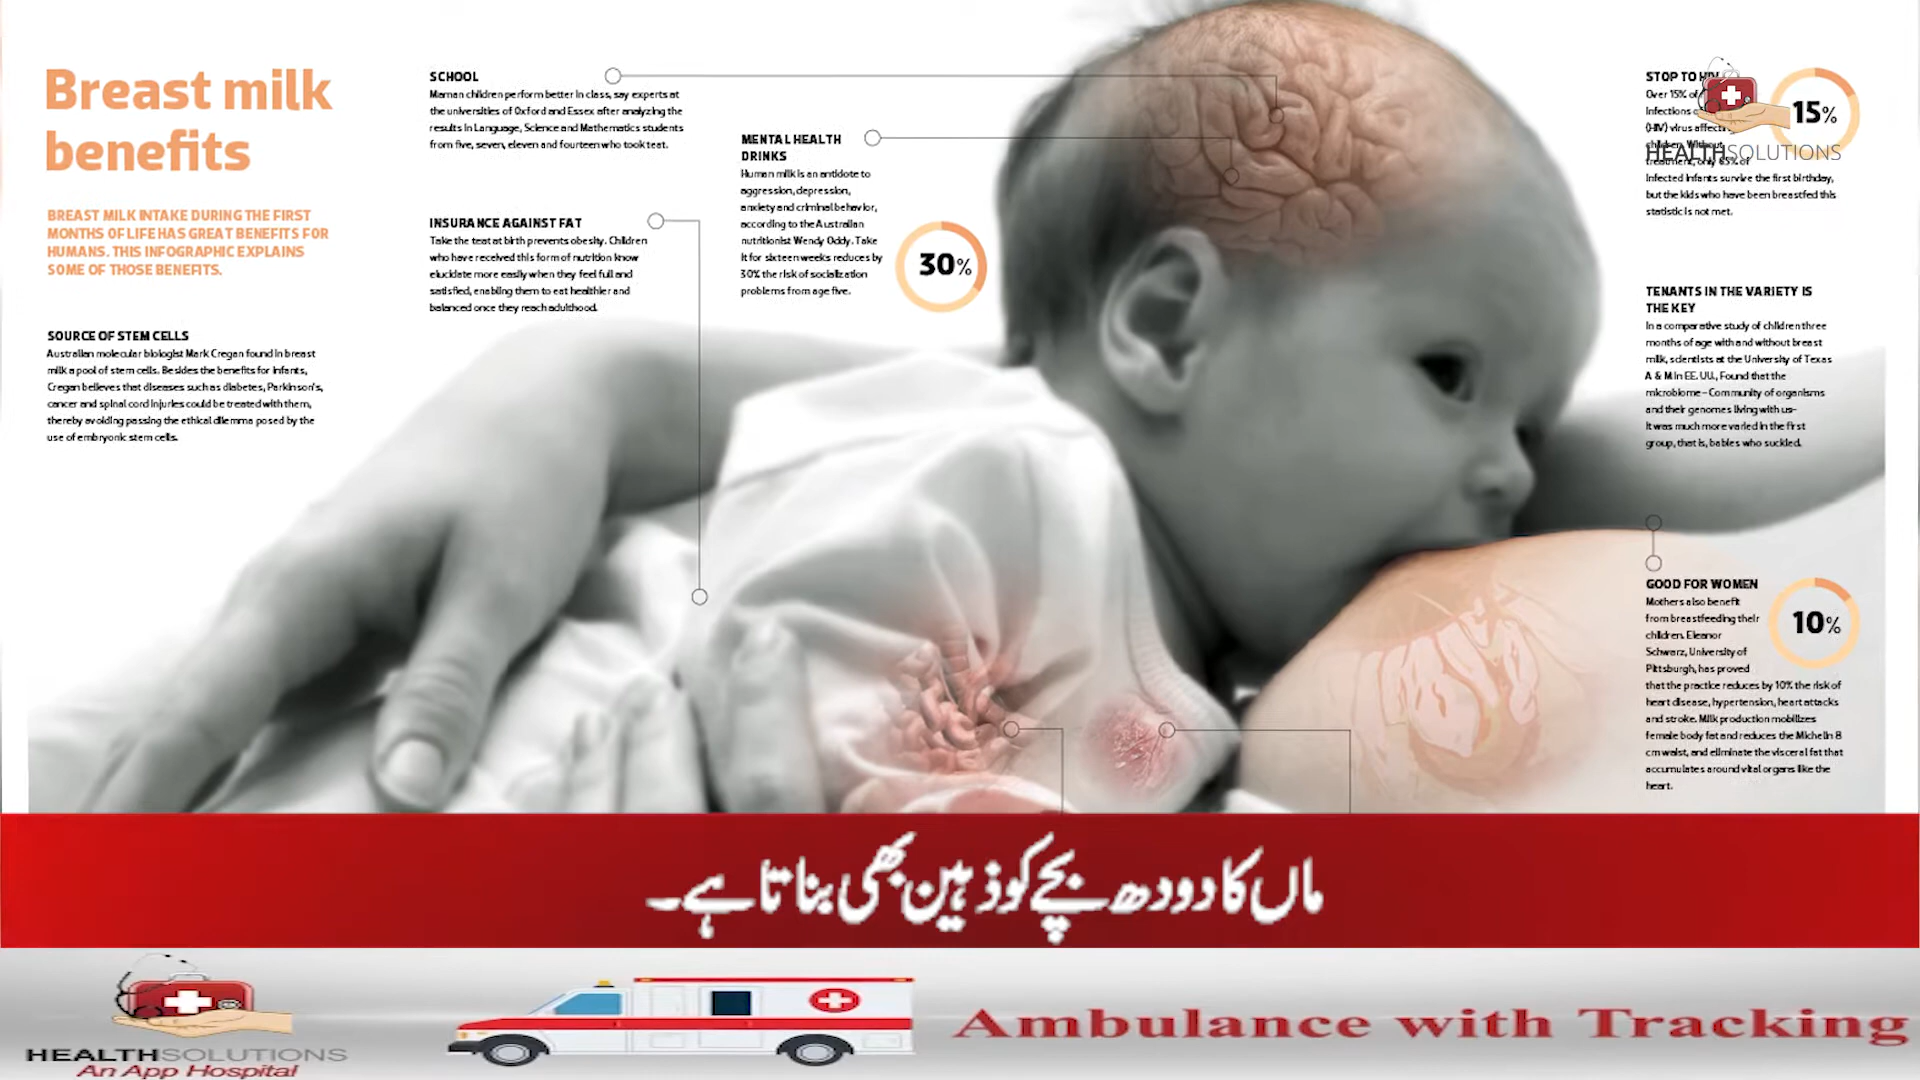 Breast milk
benefits
BREAST MILK INTAKE DURING THE FIRST
MONTHS OF LIFE HAS GREAT BENEFITS FOR
HUMANS. THIS INFOGRAPHIC EXPLAINS
SOME OF THOSE BENEFITS.
SOURCE OF STEM CELLS
Australian molecular biologist Mark Cregan found in breast
milk a pool of stem cells. Besides the benefits for infants,
Cregan believes that diseases such as diabetes, Parkinson's,
cancer and spinal cord injuries could be treated with them,
thereby avoiding passing the ethical dilemma posed by the
use of embryonic stem cells.
SCHOOL
Maman children perform better in class, say experts at
the universities of Oxford and Essex after analyzing the
results in Language, Science and Mathematics students
from five, seven, eleven and fourteen who took teat.
INSURANCE AGAINST FAT
Take the teat at birth prevents obesity. Children
who have received this form of nutrition know
elucidate more easily when they feel full and
satisfied, enabling them to eat healthier and
balanced once they reach adulthood.
MENTAL HEALTH
DRINKS
Human milk is an antidote to
aggression, depression,
anxiety and criminal behavior,
according to the Australian
nutritionist Wendy Oddy. Take
it for sixteen weeks reduces by
30% the risk of socialization
problems from age five.
30%
STOP TO HIV
Over 15% of
infections
(HIV) virus affecting
children. Without
treatment, only 65% of
infected infants survive the first birthday,
but the kids who have been breastfed this
statistic is not met.
15%
HEALTHSOLUTIONS
TENANTS IN THE VARIETY IS
THE KEY
In a comparative study of children three
months of age with and without breast
milk, scientists at the University of Texas
A & M in EE. UU., Found that the
microbiome – Community of organisms
and their genomes living with us-
It was much more varied in the first
group, that is, babies who suckled.
GOOD FOR WOMEN
Mothers also benefit
from breastfeeding their
children. Eleanor
Schwarz, University of
Pittsburgh, has proved
that the practice reduces by 10% the risk of
heart disease, hypertension, heart attacks
and stroke. Milk production mobilizes
female body fat and reduces the Michelin 8
cm waist, and eliminate the visceral fat that
accumulates around vital organs like the
heart.
10%
ماں کا دودھ بچے کو ذہین بھی بناتا ہے۔
HEALTHSOLUTIONS
An App Hospital
Ambulance with Tracking